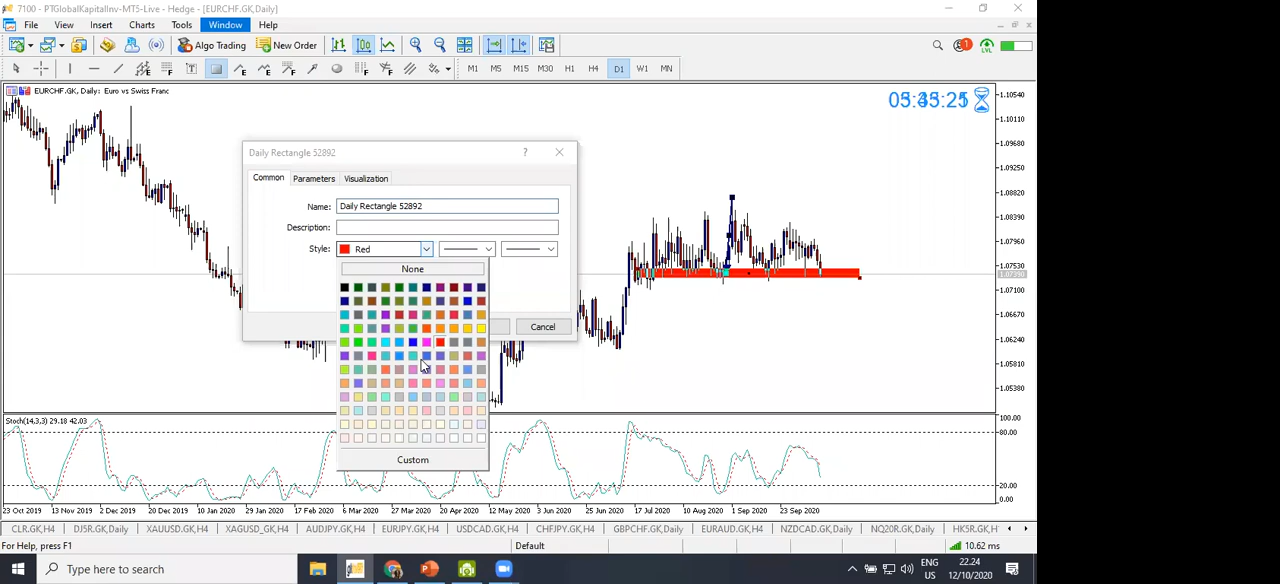 7100 - PTGlobalKapitalInv-MT5-Live - Hedge - [EURCHF.GK,Daily]
File View Insert Charts Tools Window Help
Algo Trading New Order
1
LVL
M1 M5 M15 M30 H1 H4 D1 W1 MN
EURCHF.GK, Daily: Euro vs Swiss Franc
1.10540
1.10110
1.09680
1.09250
1.08820
1.08390
1.07960
1.07530
1.07390
1.07100
1.06240
1.05810
1.05380
Daily Rectangle 52892
?
Common Parameters Visualization
Name: Daily Rectangle 52892
Description:
Style: Red
None
Cancel
Custom
Stoch(14,3,3) 29.18 42.03
100.00
80.00
20.00
0.00
23 Oct 2019 13 Nov 2019 2 Dec 2019 20 Dec 2019 10 Jan 2020 29 Jan 2020 17 Feb 2020 6 Mar 2020 27 Mar 2020 20 Apr 2020 12 May 2020 3 Jun 2020 25 Jun 2020 17 Jul 2020 10 Aug 2020 1 Sep 2020 23 Sep 2020
CLR.GK,H4 DJ5R.GK,Daily XAUUSD.GK,H4 XAGUSD.GK,H4 AUDJPY.GK,H4 EURJPY.GK,H4 USDCAD.GK,H4 CHFJPY.GK,H4 GBPCHF.GK,Daily EURAUD.GK,H4 NZDCAD.GK,H4 NQ20R.GK,H4 HK5R.GK,H
For Help, press F1 Default 10.62 ms
Type here to search
ENG
US
22.24
12/10/2020